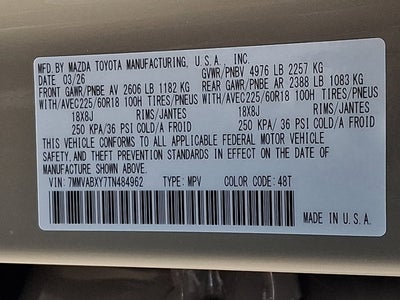 MFD. BY MAZDA TOYOTA MANUFACTURING, U.S.A., INC.
DATE 03/26 GVWR/PNBV 4976 LB 2257 KG
FRONT GAWR/PNBE AV 2606 LB 1182 KG REAR GAWR/PNBE AR 2388 LB 1083 KG
WITH/AVEC225/60R18 100H TIRES/PNEUS WITH/AVEC225/60R18 100H TIRES/PNEUS
18X8J RIMS/JANTES 18X8J RIMS/JANTES
250 KPA/36 PSI COLD/A FROID 250 KPA/36 PSI COLD/A FROID
THIS VEHICLE CONFORMS TO ALL APPLICABLE FEDERAL MOTOR VEHICLE
SAFETY, AND THEFT PREVENTION STANDARDS IN EFFECT ON THE DATE OF
MANUFACTURE SHOWN ABOVE.
VIN: 7MMVABXY7TN484962 TYPE: MPV COLOR CODE: 48T
MADE IN U.S.A.